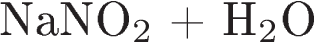 NaNO₂ + H₂O